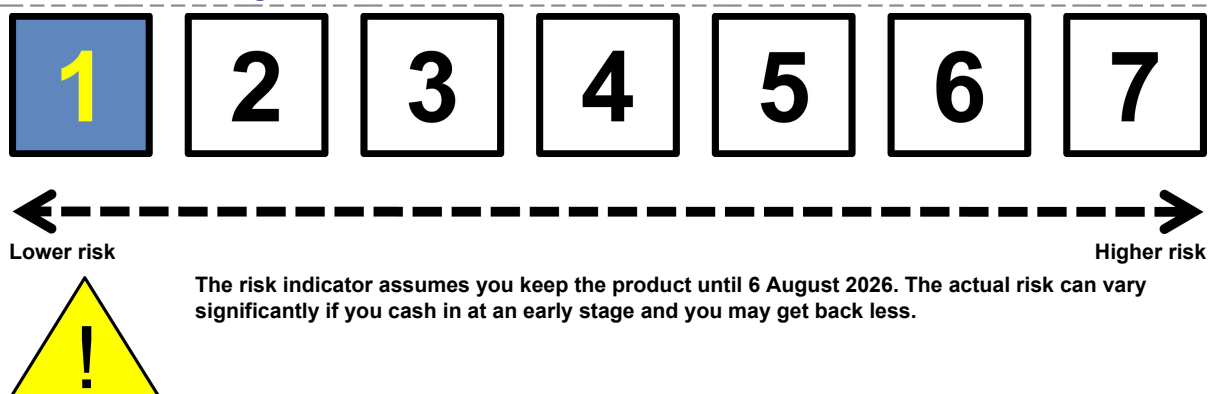 1 2 3 4 5 6 7
Lower risk Higher risk
The risk indicator assumes you keep the product until 6 August 2026. The actual risk can vary
significantly if you cash in at an early stage and you may get back less.
!